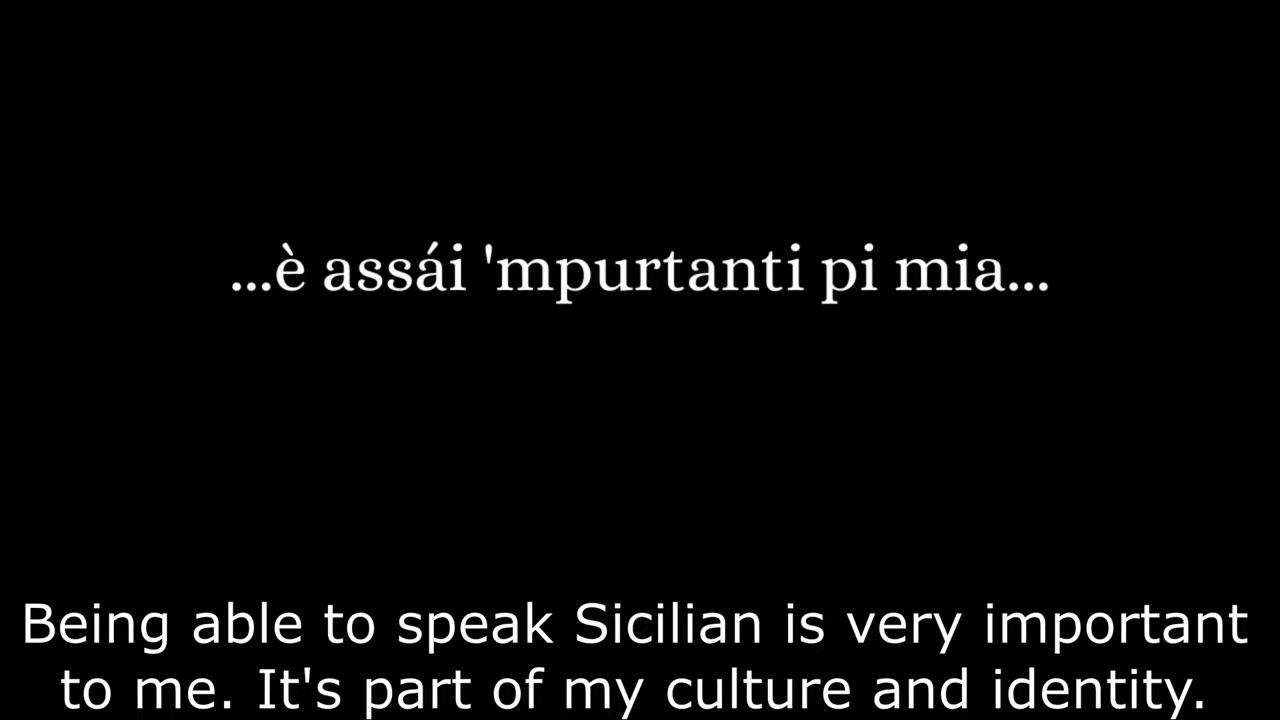 ...è assái 'mpurtanti pi mia...
Being able to speak Sicilian is very important
to me. It's part of my culture and identity.